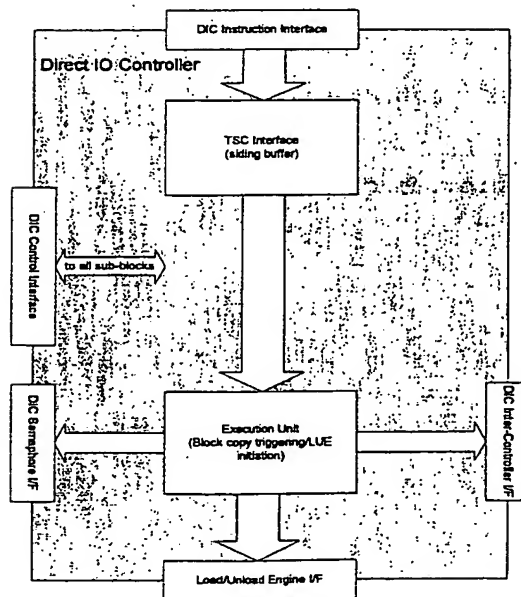 DIC Instruction Interface
Direct IO Controller
TSC Interface
(siding buffer)
DIC Control Interface
to all sub-blocks
DIC Semaphore I/F
Execution Unit
(Block copy triggering/LUE
initiation)
DIC Inter-Controller I/F
Load/Unload Engine I/F